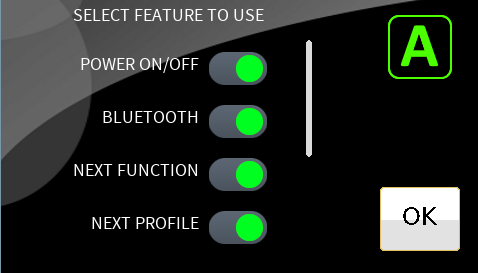 SELECT FEATURE TO USE
A
POWER ON/OFF
BLUETOOTH
NEXT FUNCTION
NEXT PROFILE
OK